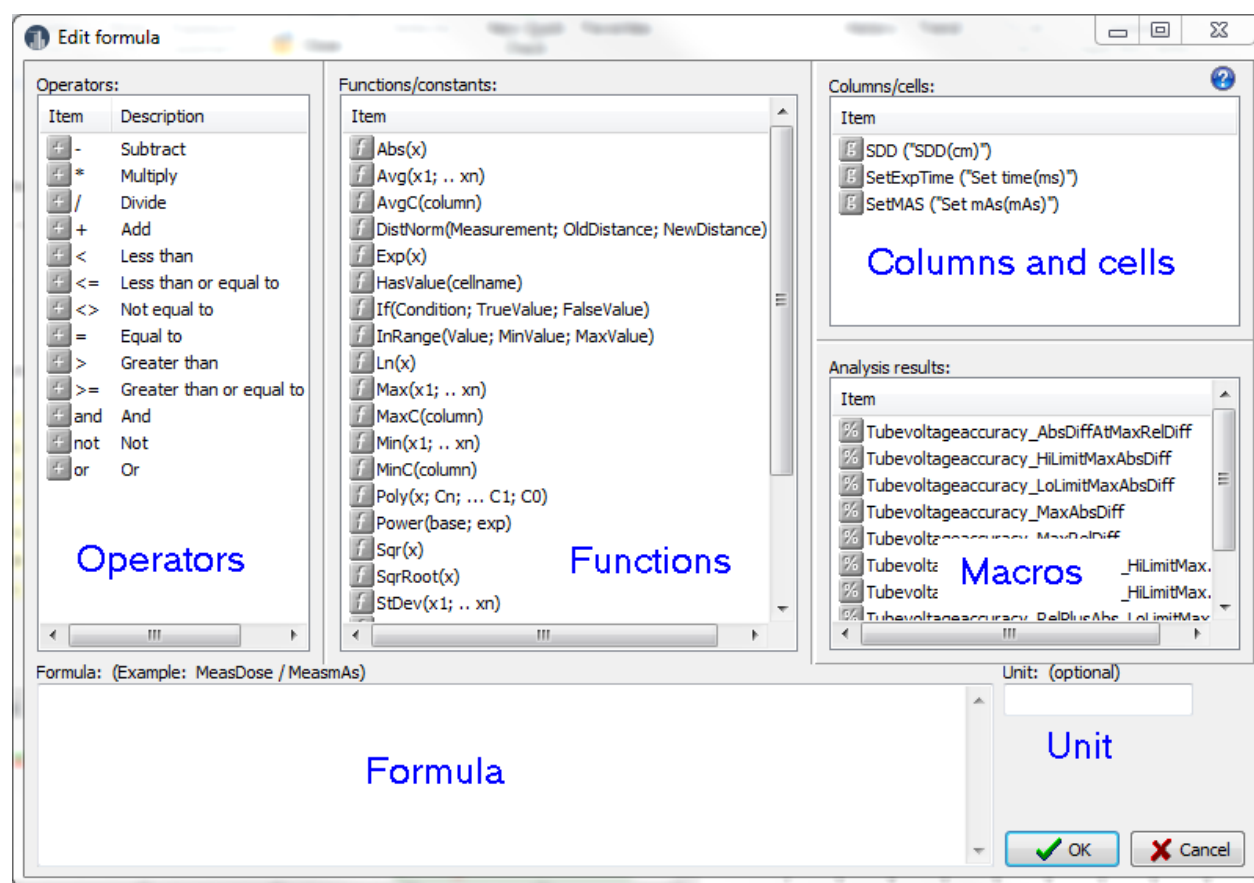 Edit formula
Operators:
Item Description
- Subtract
* Multiply
/ Divide
+ Add
< Less than
<= Less than or equal to
<> Not equal to
= Equal to
> Greater than
>= Greater than or equal to
and And
not Not
or Or
Operators
Functions/constants:
Item
Abs(x)
Avg(x1; .. xn)
AvgC(column)
DistNorm(Measurement; OldDistance; NewDistance)
Exp(x)
HasValue(cellname)
If(Condition; TrueValue; FalseValue)
InRange(Value; MinValue; MaxValue)
Ln(x)
Max(x1; .. xn)
MaxC(column)
Min(x1; .. xn)
MinC(column)
Poly(x; Cn; ... C1; C0)
Power(base; exp)
Sqr(x)
SqrRoot(x)
StDev(x1; .. xn)
Functions
Columns/cells:
Item
SDD ("SDD(cm)")
SetExpTime ("Set time(ms)")
SetMAS ("Set mAs(mAs)")
Columns and cells
Analysis results:
Item
Tubevoltageaccuracy_AbsDiffAtMaxRelDiff
Tubevoltageaccuracy_HiLimitMaxAbsDiff
Tubevoltageaccuracy_LoLimitMaxAbsDiff
Tubevoltageaccuracy_MaxAbsDiff
Tubevoltageaccuracy_MaxRelDiff
Tubevolta _HiLimitMax.
Tubevolta _HiLimitMax.
Tubevoltageaccuracy_RelPlusAbs_LoLimitMax
Macros
Formula: (Example: MeasDose / MeasmAs)
Formula
Unit: (optional)
Unit
OK Cancel